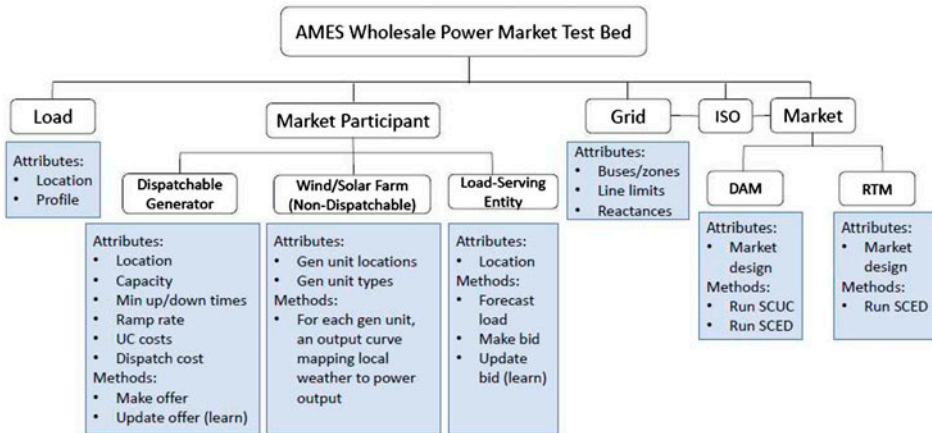 AMES Wholesale Power Market Test Bed
Load
Market Participant
Grid
ISO
Market
Attributes:
• Location
• Profile
Dispatchable
Generator
Attributes:
• Location
• Capacity
• Min up/down times
• Ramp rate
• UC costs
• Dispatch cost
Methods:
• Make offer
• Update offer (learn)
Wind/Solar Farm
(Non-Dispatchable)
Attributes:
• Gen unit locations
• Gen unit types
Methods:
• For each gen unit,
an output curve
mapping local
weather to power
output
Load-Serving
Entity
Attributes:
• Location
Methods:
• Forecast
load
• Make bid
• Update
bid (learn)
Attributes:
• Buses/zones
• Line limits
• Reactances
DAM
Attributes:
• Market
design
Methods:
• Run SCUC
• Run SCED
RTM
Attributes:
• Market
design
Methods:
• Run SCED